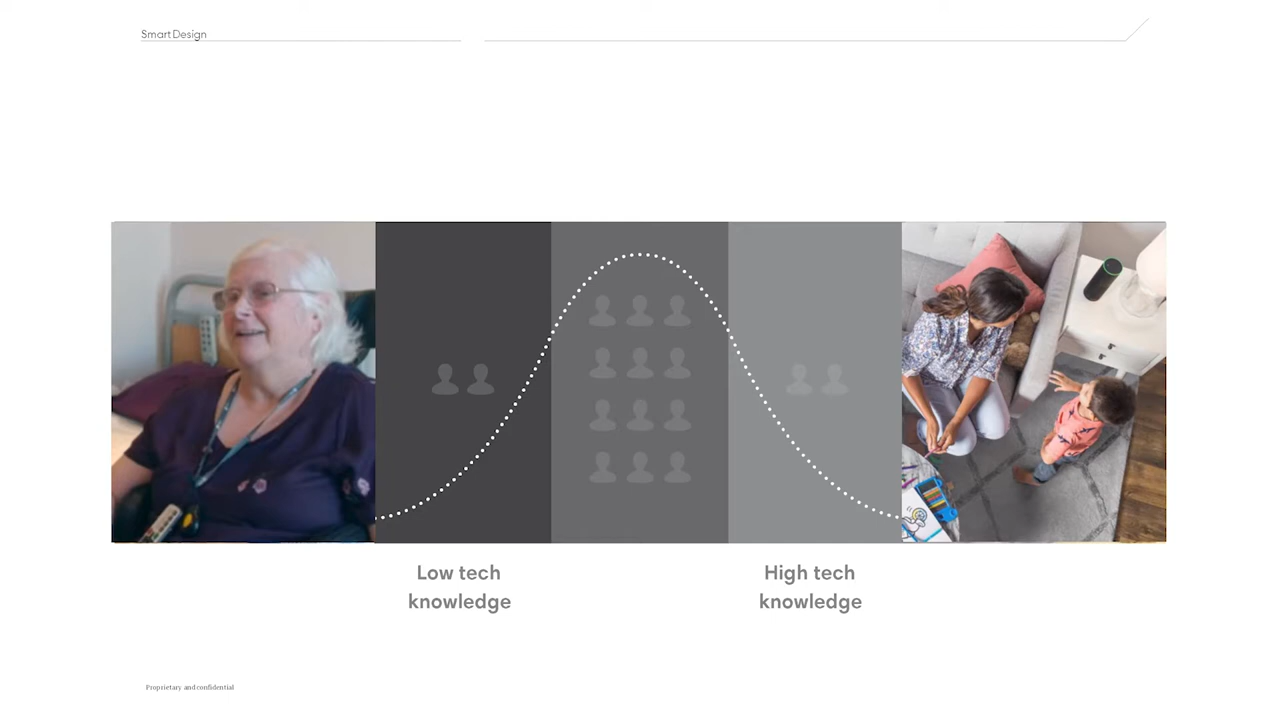 Smart Design
Low tech
knowledge
High tech
knowledge
Proprietary and confidential